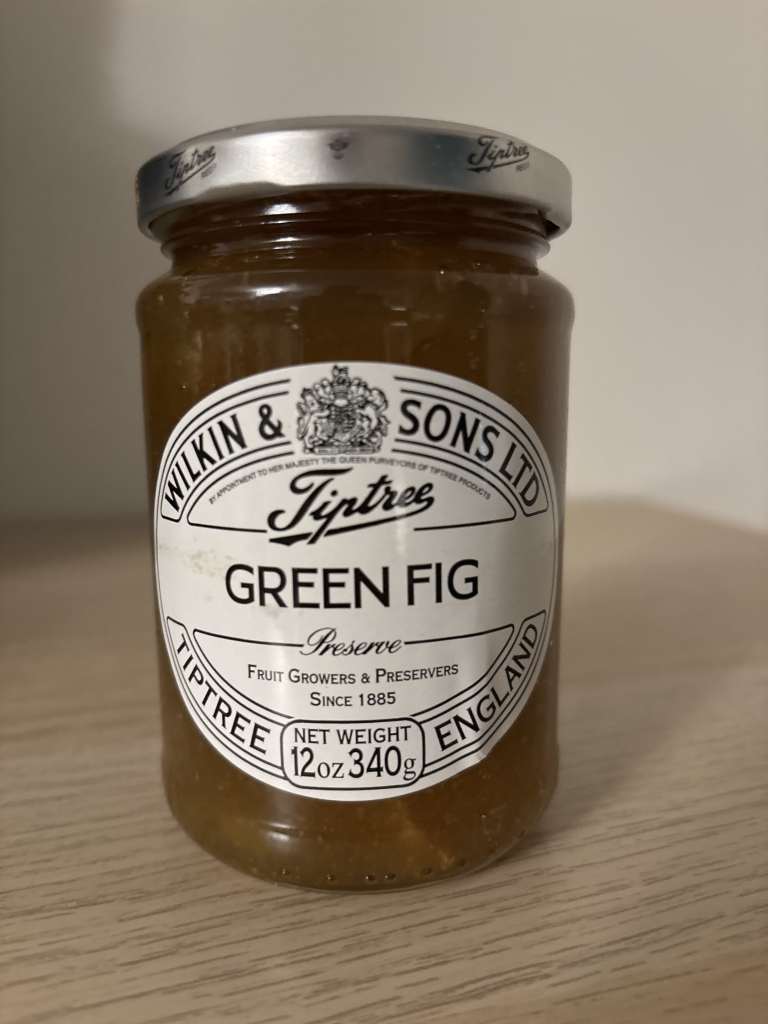 Tiptree
Tiptree
WILKIN & SONS LTD
BY APPOINTMENT TO HER MAJESTY THE QUEEN PURVEYORS OF TIPTREE PRODUCTS
Tiptree
GREEN FIG
Preserve
FRUIT GROWERS & PRESERVERS
SINCE 1885
TIPTREE ENGLAND
NET WEIGHT
12oz 340g